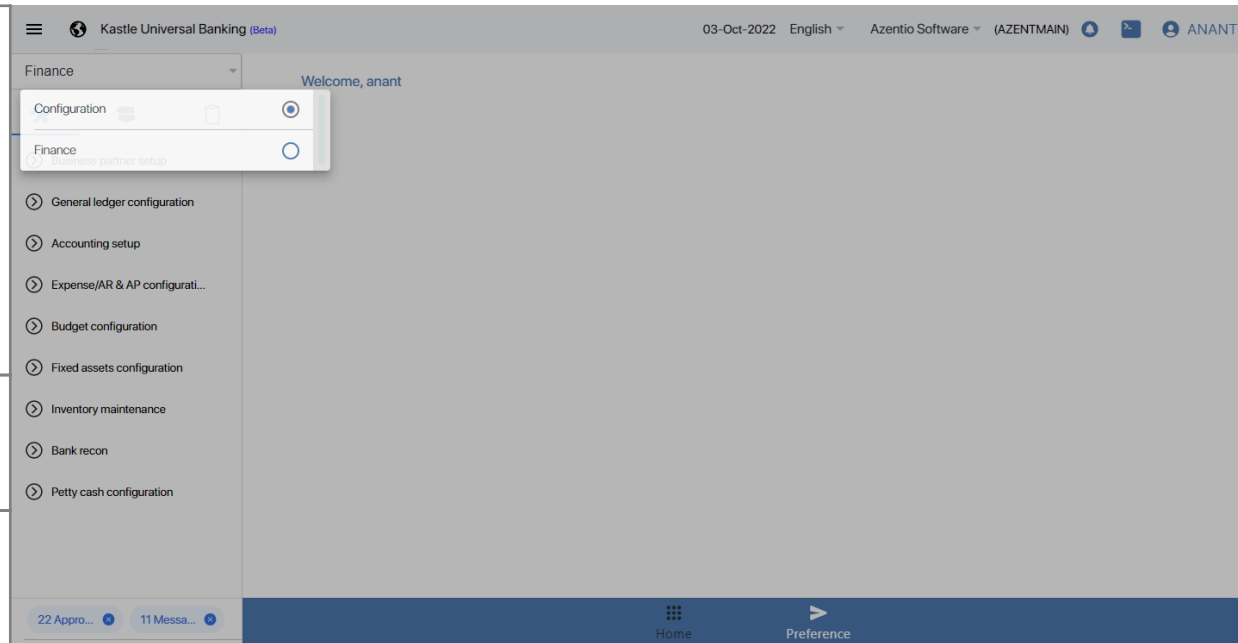 Kastle Universal Banking (Beta)
03-Oct-2022 English Azentio Software (AZENTMAIN) ANANT
Finance
Welcome, anant
Configuration
Finance
Business partner setup
General ledger configuration
Accounting setup
Expense/AR & AP configurati...
Budget configuration
Fixed assets configuration
Inventory maintenance
Bank recon
Petty cash configuration
22 Appro... 11 Messa...
Home Preference